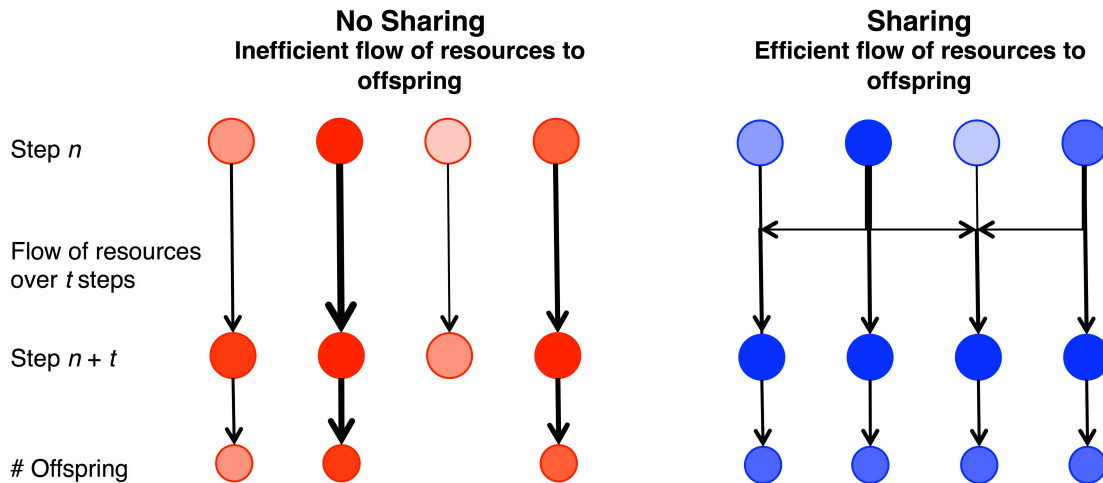 No Sharing
Inefficient flow of resources to
offspring
Sharing
Efficient flow of resources to
offspring
Step n
Flow of resources
over t steps
Step n + t
# Offspring